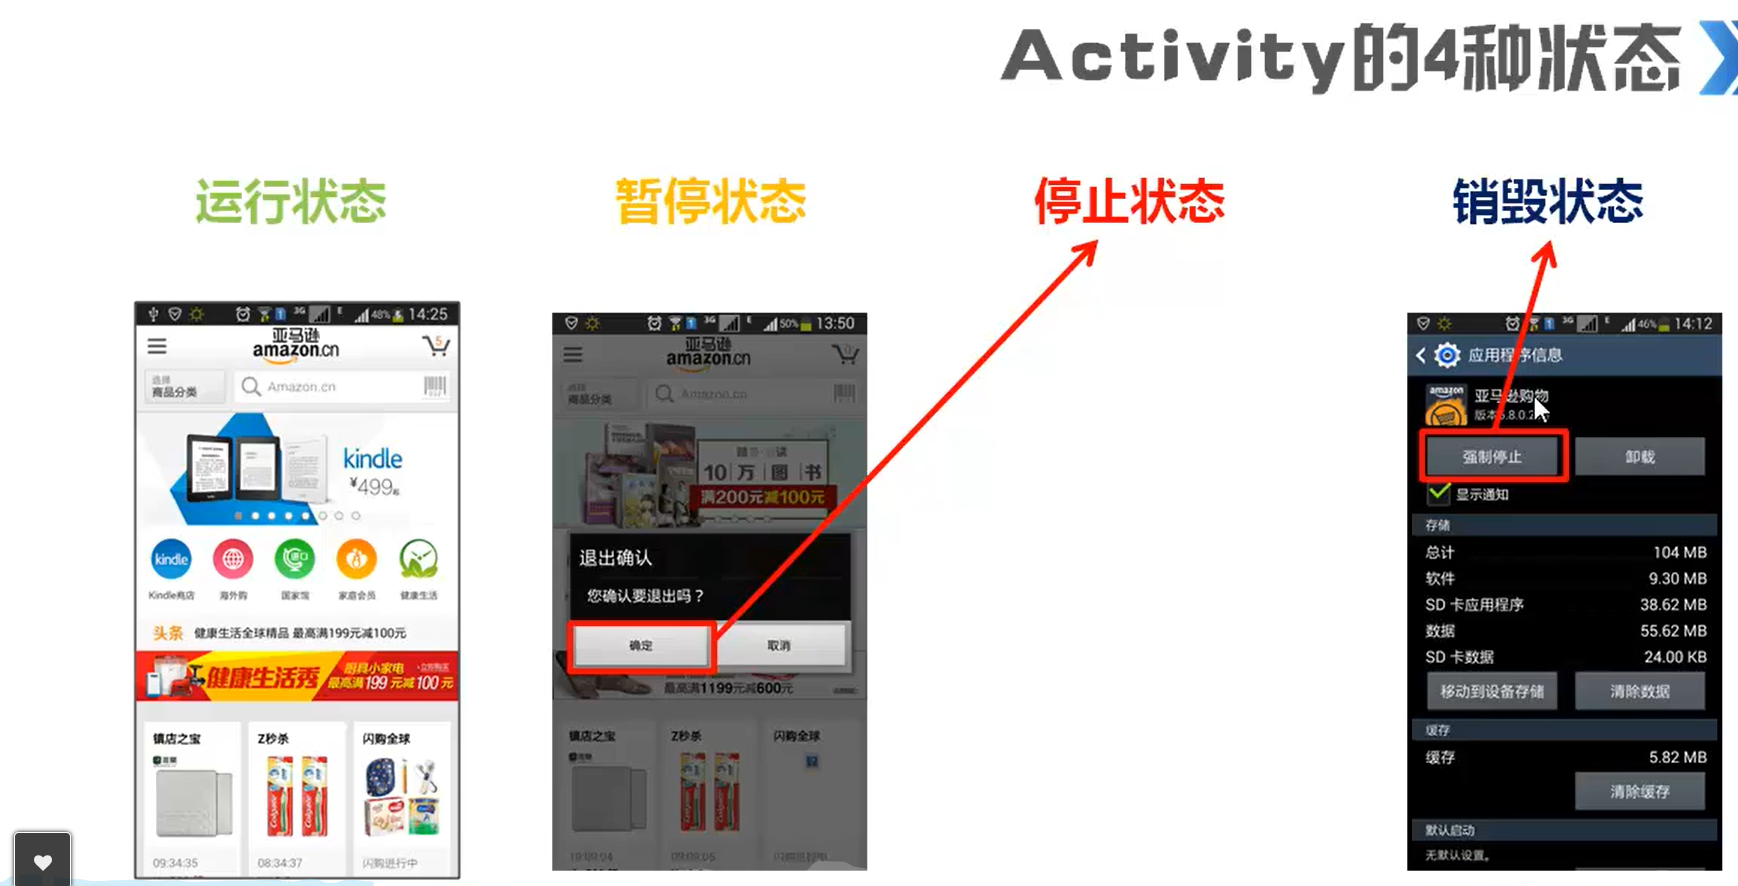 Activity的4种状态
运行状态
暂停状态
停止状态
销毁状态
3G
E
48%
14:25
亚马逊
amazon.cn
5
选择
商品分类
Amazon.cn
kindle
¥499起
kindle
Kindle商店
海外购
国家馆
家庭会员
健康生活
头条
健康生活全球精品 最高满199元减100元
健康生活秀
厨具小家电
立即购买
最高满199元减100元
镇店之宝
Z秒杀
闪购全球
09:34:35
08:34:37
闪购进行中
3G
E
50%
13:50
亚马逊
amazon.cn
0
选择
商品分类
Amazon.cn
10万图书
满200元减100元
退出确认
您确认要退出吗？
确定
取消
最高满1199元减600元
镇店之宝
Z秒杀
闪购全球
3G
E
46%
14:12
应用程序信息
amazon
亚马逊购物
强制停止
卸载
显示通知
存储
总计
104 MB
软件
9.30 MB
SD 卡应用程序
38.62 MB
数据
55.62 MB
SD 卡数据
24.00 KB
移动到设备存储
清除数据
缓存
缓存
5.82 MB
清除缓存
默认启动
无默认设置。